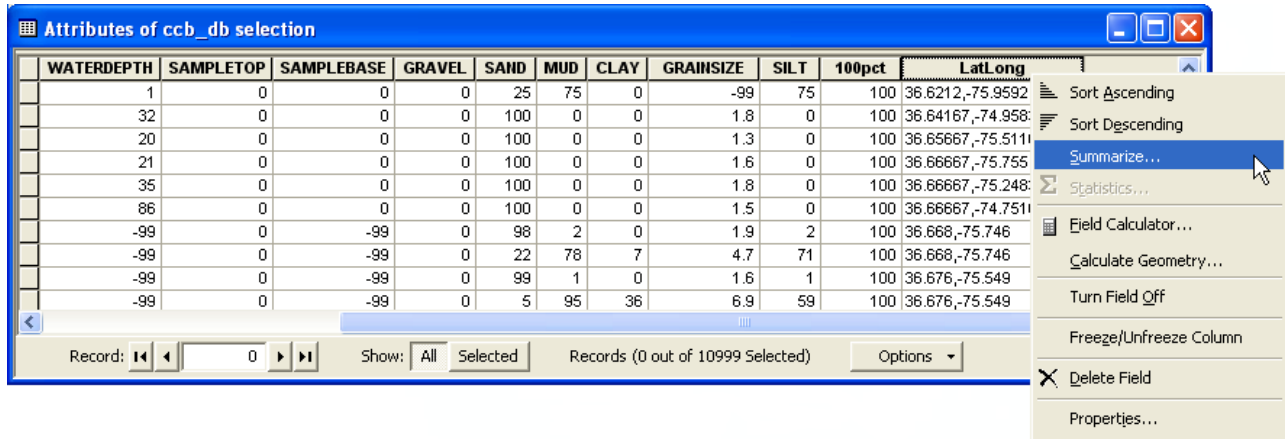 Attributes of ccb_db selection
WATERDEPTH SAMPLETOP SAMPLEBASE GRAVEL SAND MUD CLAY GRAINSIZE SILT 100pct LatLong
1 0 0 0 25 75 0 -99 75 100 36.6212,-75.9592
32 0 0 0 100 0 0 1.8 0 100 36.64167,-74.958
20 0 0 0 100 0 0 1.3 0 100 36.65667,-75.511
21 0 0 0 100 0 0 1.6 0 100 36.66667,-75.755
35 0 0 0 100 0 0 1.8 0 100 36.66667,-75.248
86 0 0 0 100 0 0 1.5 0 100 36.66667,-74.751
-99 0 -99 0 98 2 0 1.9 2 100 36.668,-75.746
-99 0 -99 0 22 78 7 4.7 71 100 36.668,-75.746
-99 0 -99 0 99 1 0 1.6 1 100 36.676,-75.549
-99 0 -99 0 5 95 36 6.9 59 100 36.676,-75.549
Record: 0 Show: All Selected Records (0 out of 10999 Selected) Options
Sort Ascending
Sort Descending
Summarize...
Σ Statistics...
Field Calculator...
Calculate Geometry...
Turn Field Off
Freeze/Unfreeze Column
Delete Field
Properties...